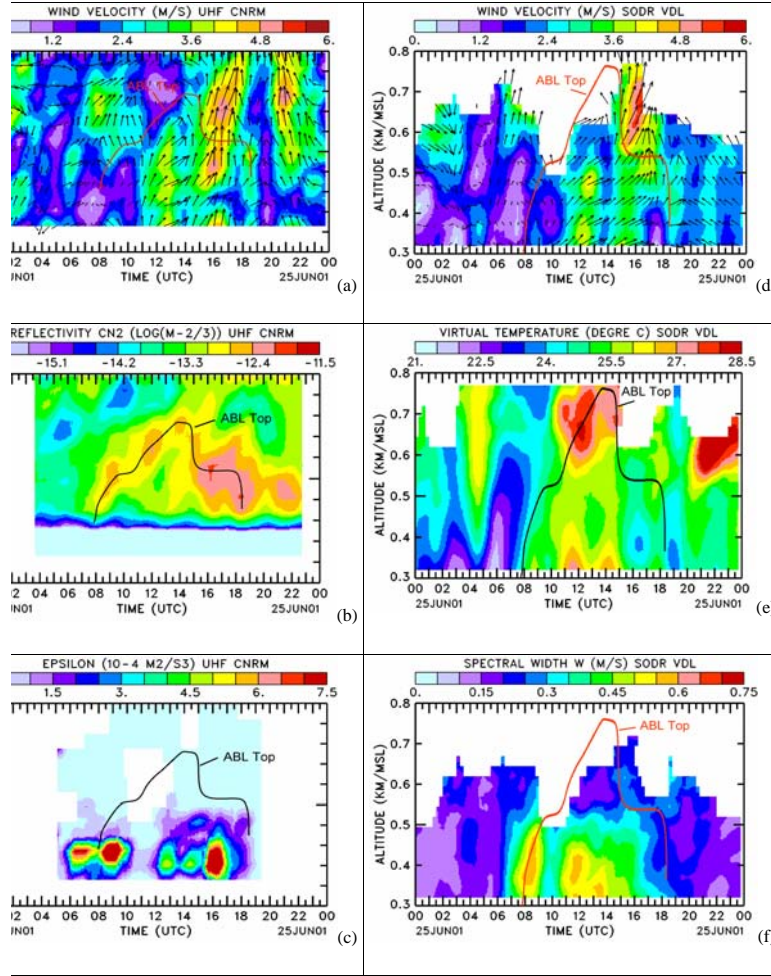 WIND VELOCITY (M/S) UHF CNRM
1.2 2.4 3.6 4.8 6.
ABL Top
02 04 06 08 10 12 14 16 18 20 22 00
JUN01 TIME (UTC) 25JUN01
(a)
WIND VELOCITY (M/S) SODR VDL
0. 1.2 2.4 3.6 4.8 6.
0.8
0.7
0.6
0.5
0.4
0.3
ALTITUDE (KM/MSL)
ABL Top
00 02 04 06 08 10 12 14 16 18 20 22 00
25JUN01 TIME (UTC) 25JUN01
(d
REFLECTIVITY CN2 (LOG(M-2/3)) UHF CNRM
-15.1 -14.2 -13.3 -12.4 -11.5
ABL Top
02 04 06 08 10 12 14 16 18 20 22 00
JUN01 TIME (UTC) 25JUN01
(b)
VIRTUAL TEMPERATURE (DEGRE C) SODR VDL
21. 22.5 24. 25.5 27. 28.5
0.8
0.7
0.6
0.5
0.4
0.3
ALTITUDE (KM/MSL)
ABL Top
00 02 04 06 08 10 12 14 16 18 20 22 00
25JUN01 TIME (UTC) 25JUN01
(e
EPSILON (10-4 M2/S3) UHF CNRM
1.5 3. 4.5 6. 7.5
ABL Top
02 04 06 08 10 12 14 16 18 20 22 00
JUN01 TIME (UTC) 25JUN01
(c)
SPECTRAL WIDTH W (M/S) SODR VDL
0. 0.15 0.3 0.45 0.6 0.75
0.8
0.7
0.6
0.5
0.4
0.3
ALTITUDE (KM/MSL)
ABL Top
00 02 04 06 08 10 12 14 16 18 20 22 00
25JUN01 TIME (UTC) 25JUN01
(f